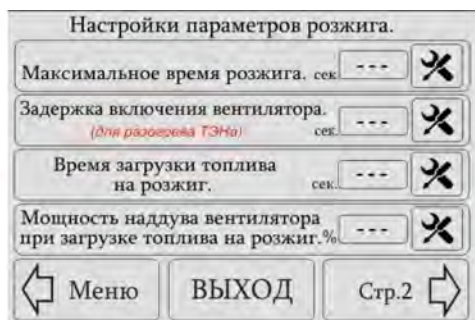 Настройки параметров розжига.
Максимальное время розжига. сек ---
Задержка включения вентилятора.
(для разогрева ТЭНа) сек. ---
Время загрузки топлива
на розжиг. сек. ---
Мощность наддува вентилятора
при загрузке топлива на розжиг.% ---
Меню ВЫХОД Стр.2